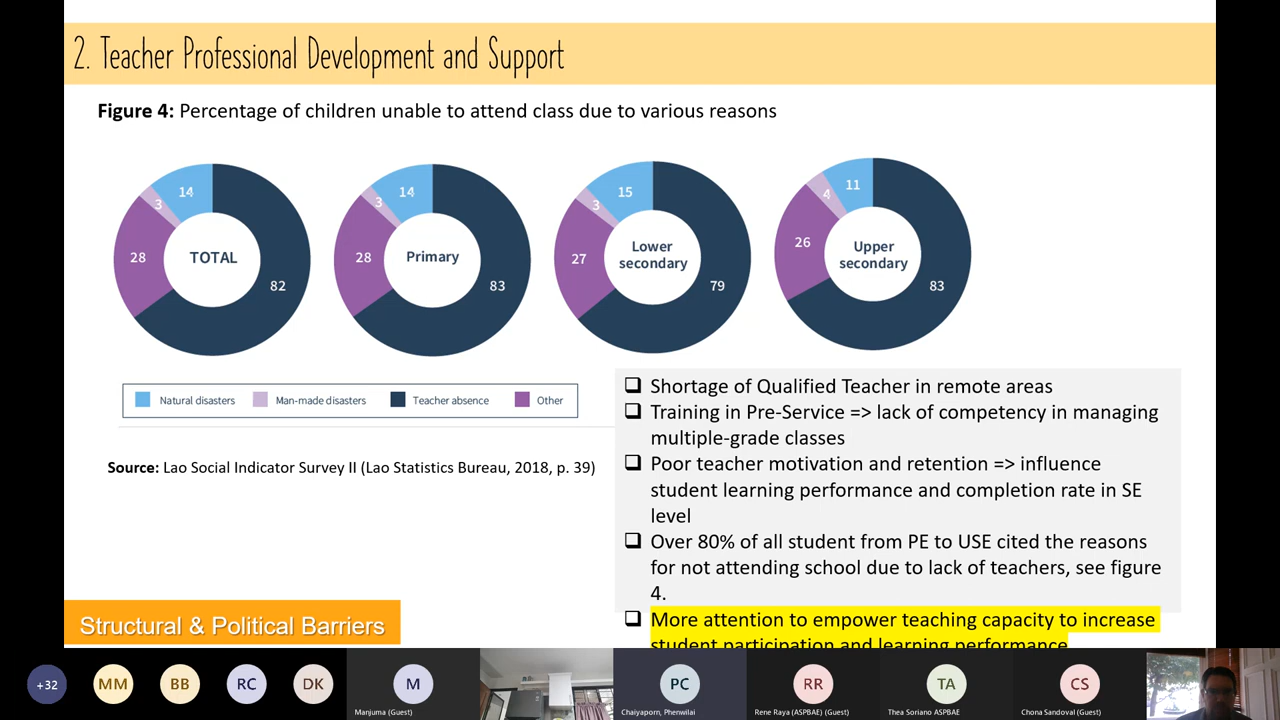 2. Teacher Professional Development and Support
Figure 4: Percentage of children unable to attend class due to various reasons
14
3
28
TOTAL
82
14
3
28
Primary
83
15
3
27
Lower
secondary
79
11
4
26
Upper
secondary
83
Natural disasters
Man-made disasters
Teacher absence
Other
Source: Lao Social Indicator Survey II (Lao Statistics Bureau, 2018, p. 39)
❑ Shortage of Qualified Teacher in remote areas
❑ Training in Pre-Service => lack of competency in managing
multiple-grade classes
❑ Poor teacher motivation and retention => influence
student learning performance and completion rate in SE
level
❑ Over 80% of all student from PE to USE cited the reasons
for not attending school due to lack of teachers, see figure
4.
❑ More attention to empower teaching capacity to increase
student participation and learning performance
Structural & Political Barriers
+32
MM
BB
RC
DK
M
Manjuma (Guest)
PC
Chaiyaporn, Phenwilai
RR
Rene Raya (ASPBAE) (Guest)
TA
Thea Soriano ASPBAE
CS
Chona Sandoval (Guest)